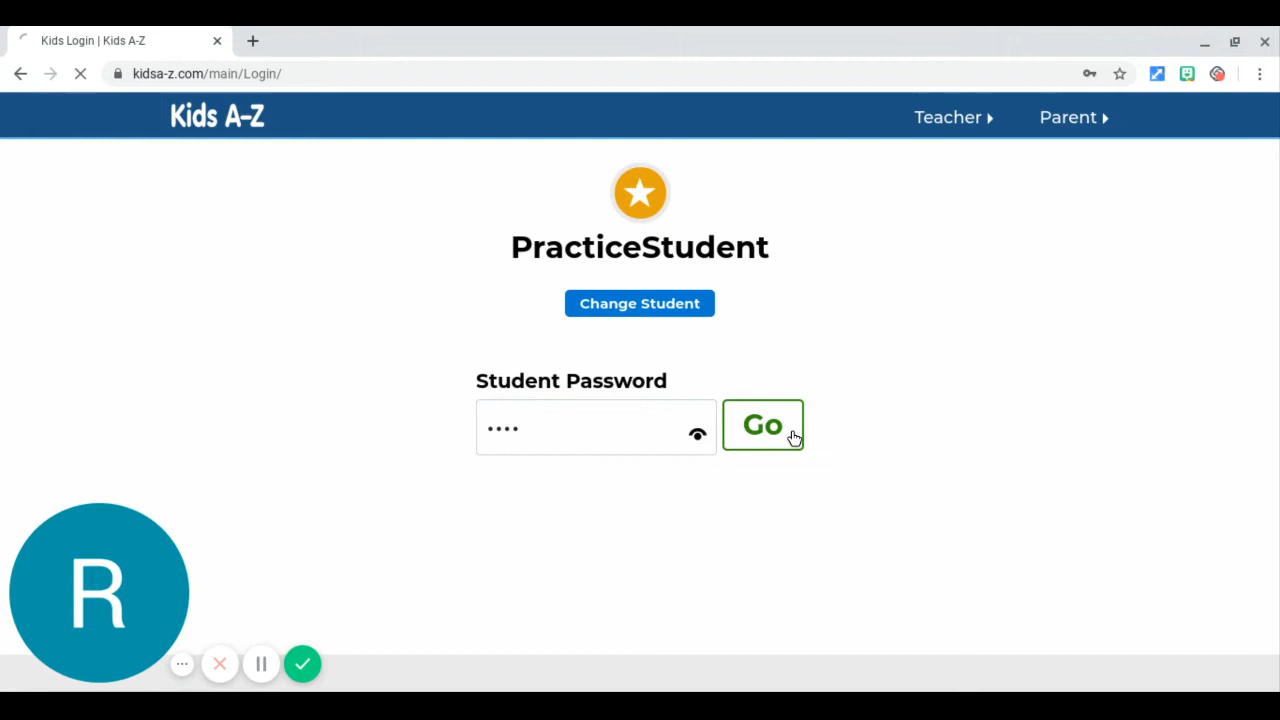 Kids Login | Kids A-Z
kidsa-z.com/main/Login/
Kids A-Z
Teacher
Parent
PracticeStudent
Change Student
Student Password
Go
R